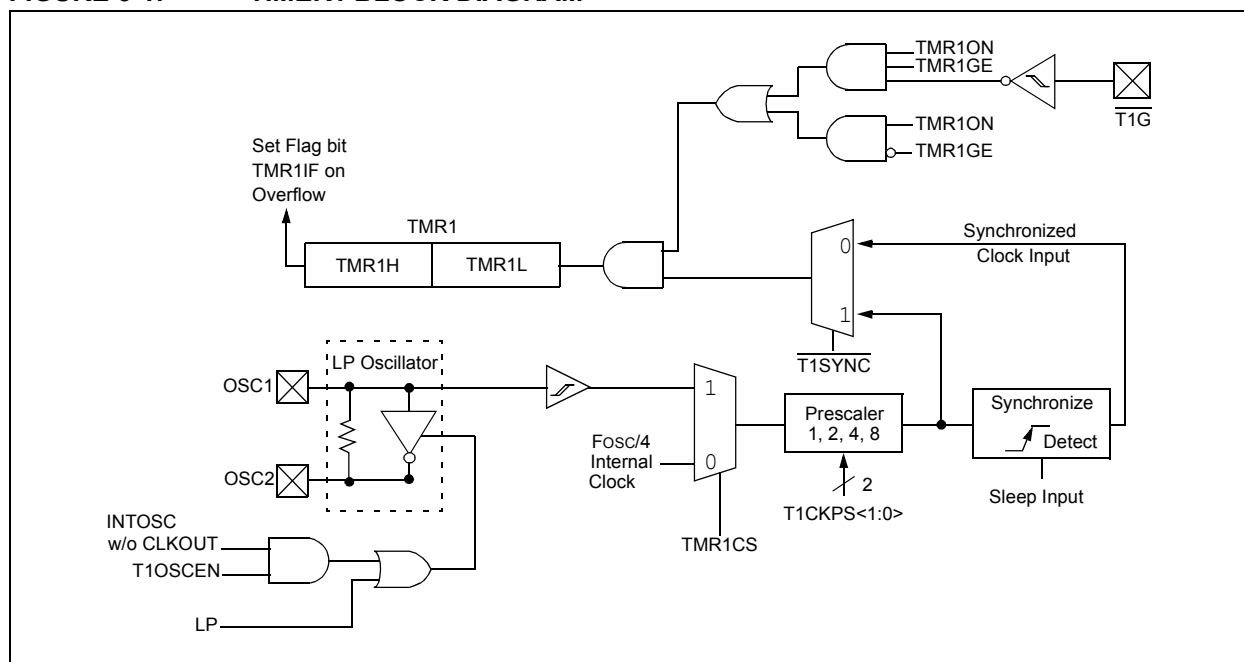 TMR1ON
TMR1GE
T1G
TMR1ON
TMR1GE
Set Flag bit
TMR1IF on
Overflow
TMR1
TMR1H
TMR1L
0
1
Synchronized
Clock Input
T1SYNC
LP Oscillator
OSC1
OSC2
1
0
FOSC/4
Internal
Clock
TMR1CS
Prescaler
1, 2, 4, 8
2
T1CKPS<1:0>
Synchronize
Detect
Sleep Input
INTOSC
w/o CLKOUT
T1OSCEN
LP